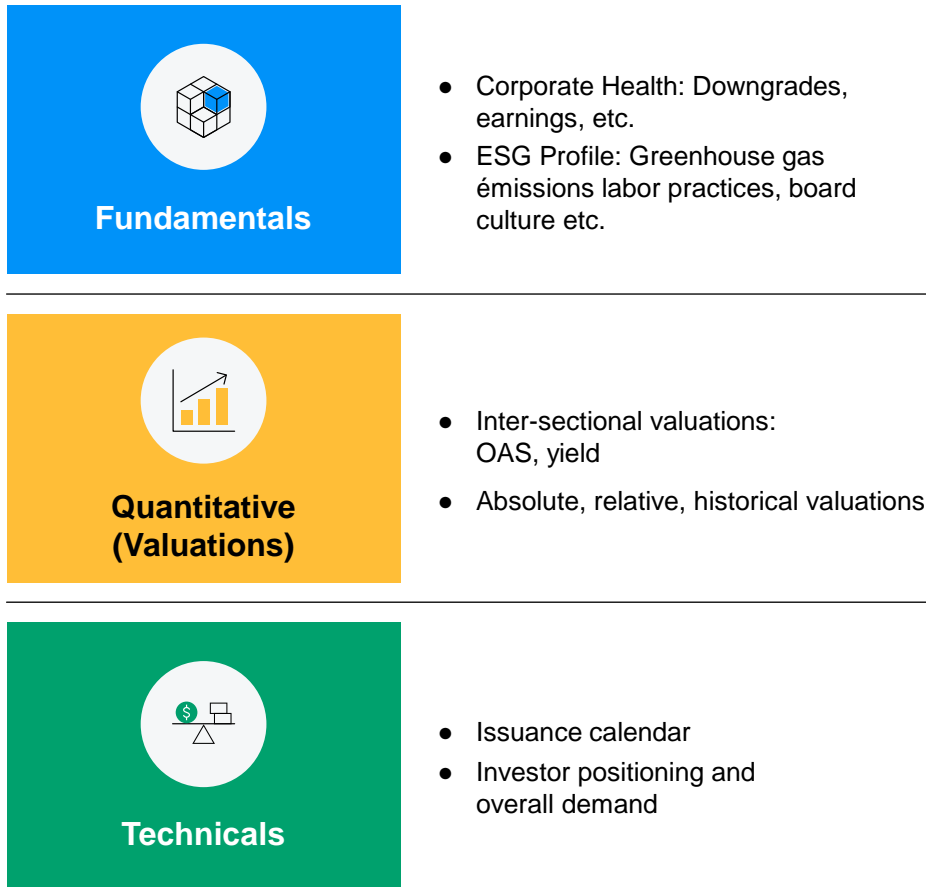 Fundamentals
● Corporate Health: Downgrades,
earnings, etc.
● ESG Profile: Greenhouse gas
émissions labor practices, board
culture etc.
Quantitative
(Valuations)
● Inter-sectional valuations:
OAS, yield
● Absolute, relative, historical valuations
$
Technicals
● Issuance calendar
● Investor positioning and
overall demand